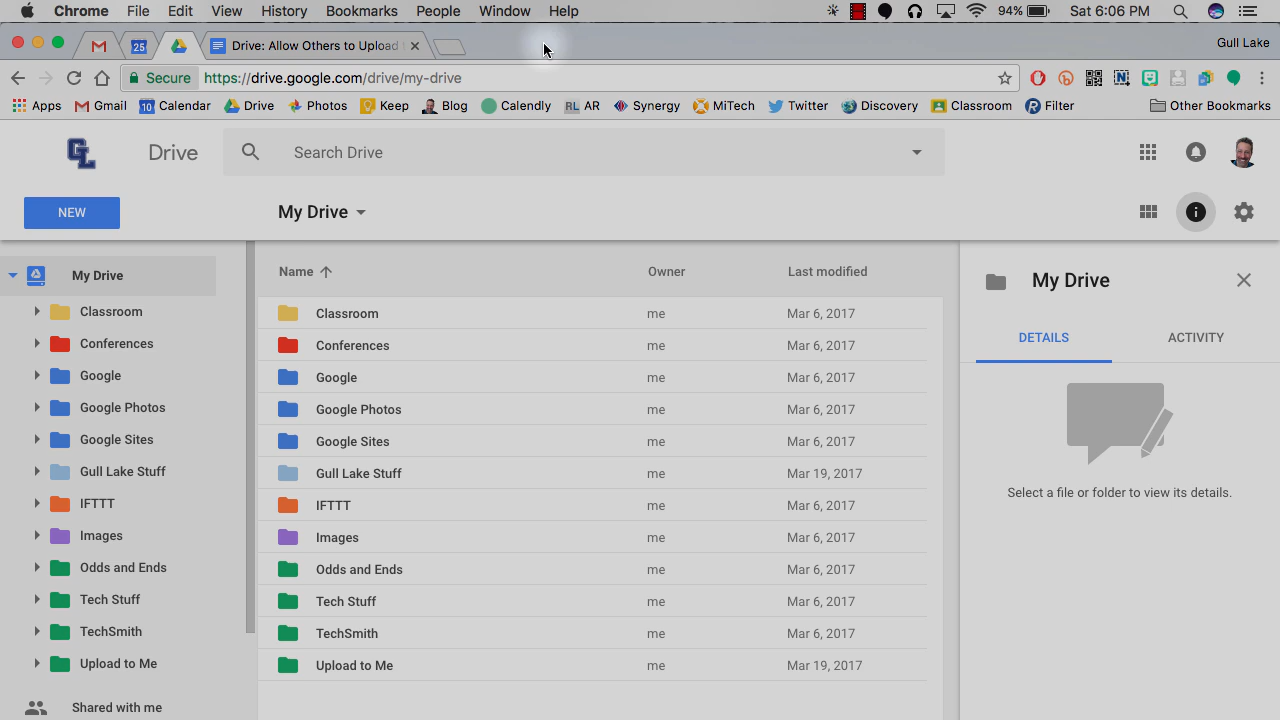 Chrome File Edit View History Bookmarks People Window Help 94% Sat 6:06 PM
25 Drive: Allow Others to Upload Gull Lake
Secure https://drive.google.com/drive/my-drive
Apps Gmail 10 Calendar Drive Photos Keep Blog Calendly RL AR Synergy MiTech Twitter Discovery Classroom Filter Other Bookmarks
GL Drive Search Drive
NEW My Drive
My Drive
Classroom
Conferences
Google
Google Photos
Google Sites
Gull Lake Stuff
IFTTT
Images
Odds and Ends
Tech Stuff
TechSmith
Upload to Me
Shared with me
Name Owner Last modified
Classroom me Mar 6, 2017
Conferences me Mar 6, 2017
Google me Mar 6, 2017
Google Photos me Mar 6, 2017
Google Sites me Mar 6, 2017
Gull Lake Stuff me Mar 19, 2017
IFTTT me Mar 6, 2017
Images me Mar 6, 2017
Odds and Ends me Mar 6, 2017
Tech Stuff me Mar 6, 2017
TechSmith me Mar 6, 2017
Upload to Me me Mar 19, 2017
My Drive
DETAILS ACTIVITY
Select a file or folder to view its details.